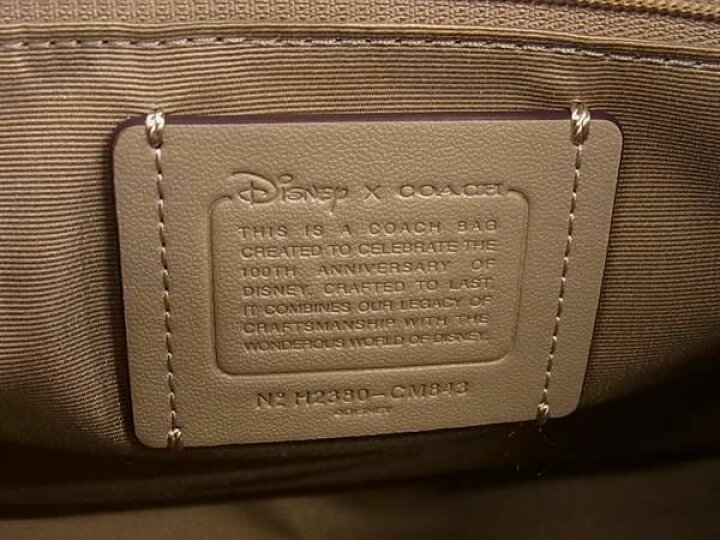 Disney X COACH
THIS IS A COACH BAG
CREATED TO CELEBRATE THE
100TH ANNIVERSARY OF
DISNEY. CRAFTED TO LAST,
IT COMBINES OUR LEGACY OF
CRAFTSMANSHIP WITH THE
WONDEROUS WORLD OF DISNEY.
Nº H2380-CM843
©DISNEY